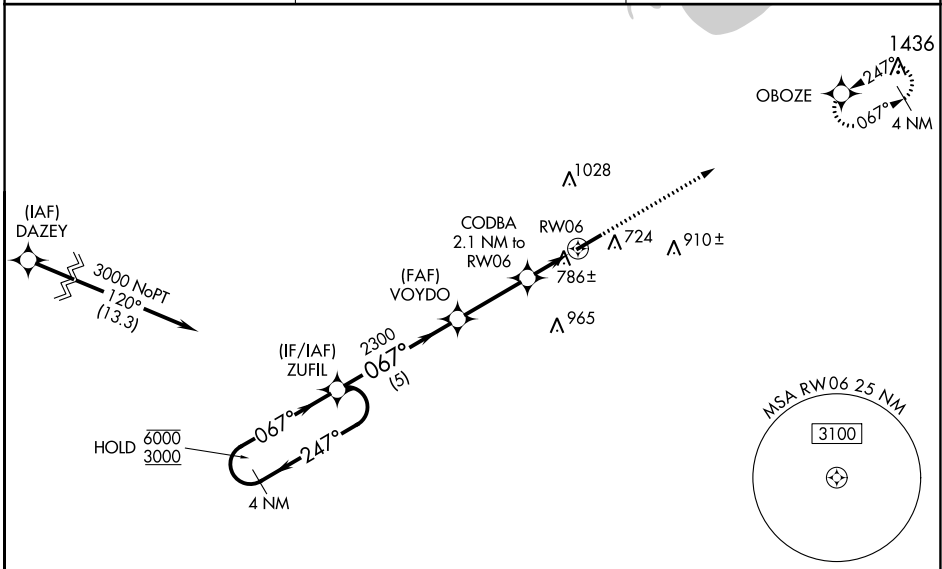 1436
247°
OBOZE
067°
4 NM
1028
(IAF)
DAZEY
CODBA
2.1 NM to
RW06
RW06
724
910±
786±
3000 NoPT
120°
(13.3)
(FAF)
VOYDO
965
2300
067°
(5)
(IF/IAF)
ZUFIL
067°
247°
HOLD 6000
3000
4 NM
MSA RW06 25 NM
3100